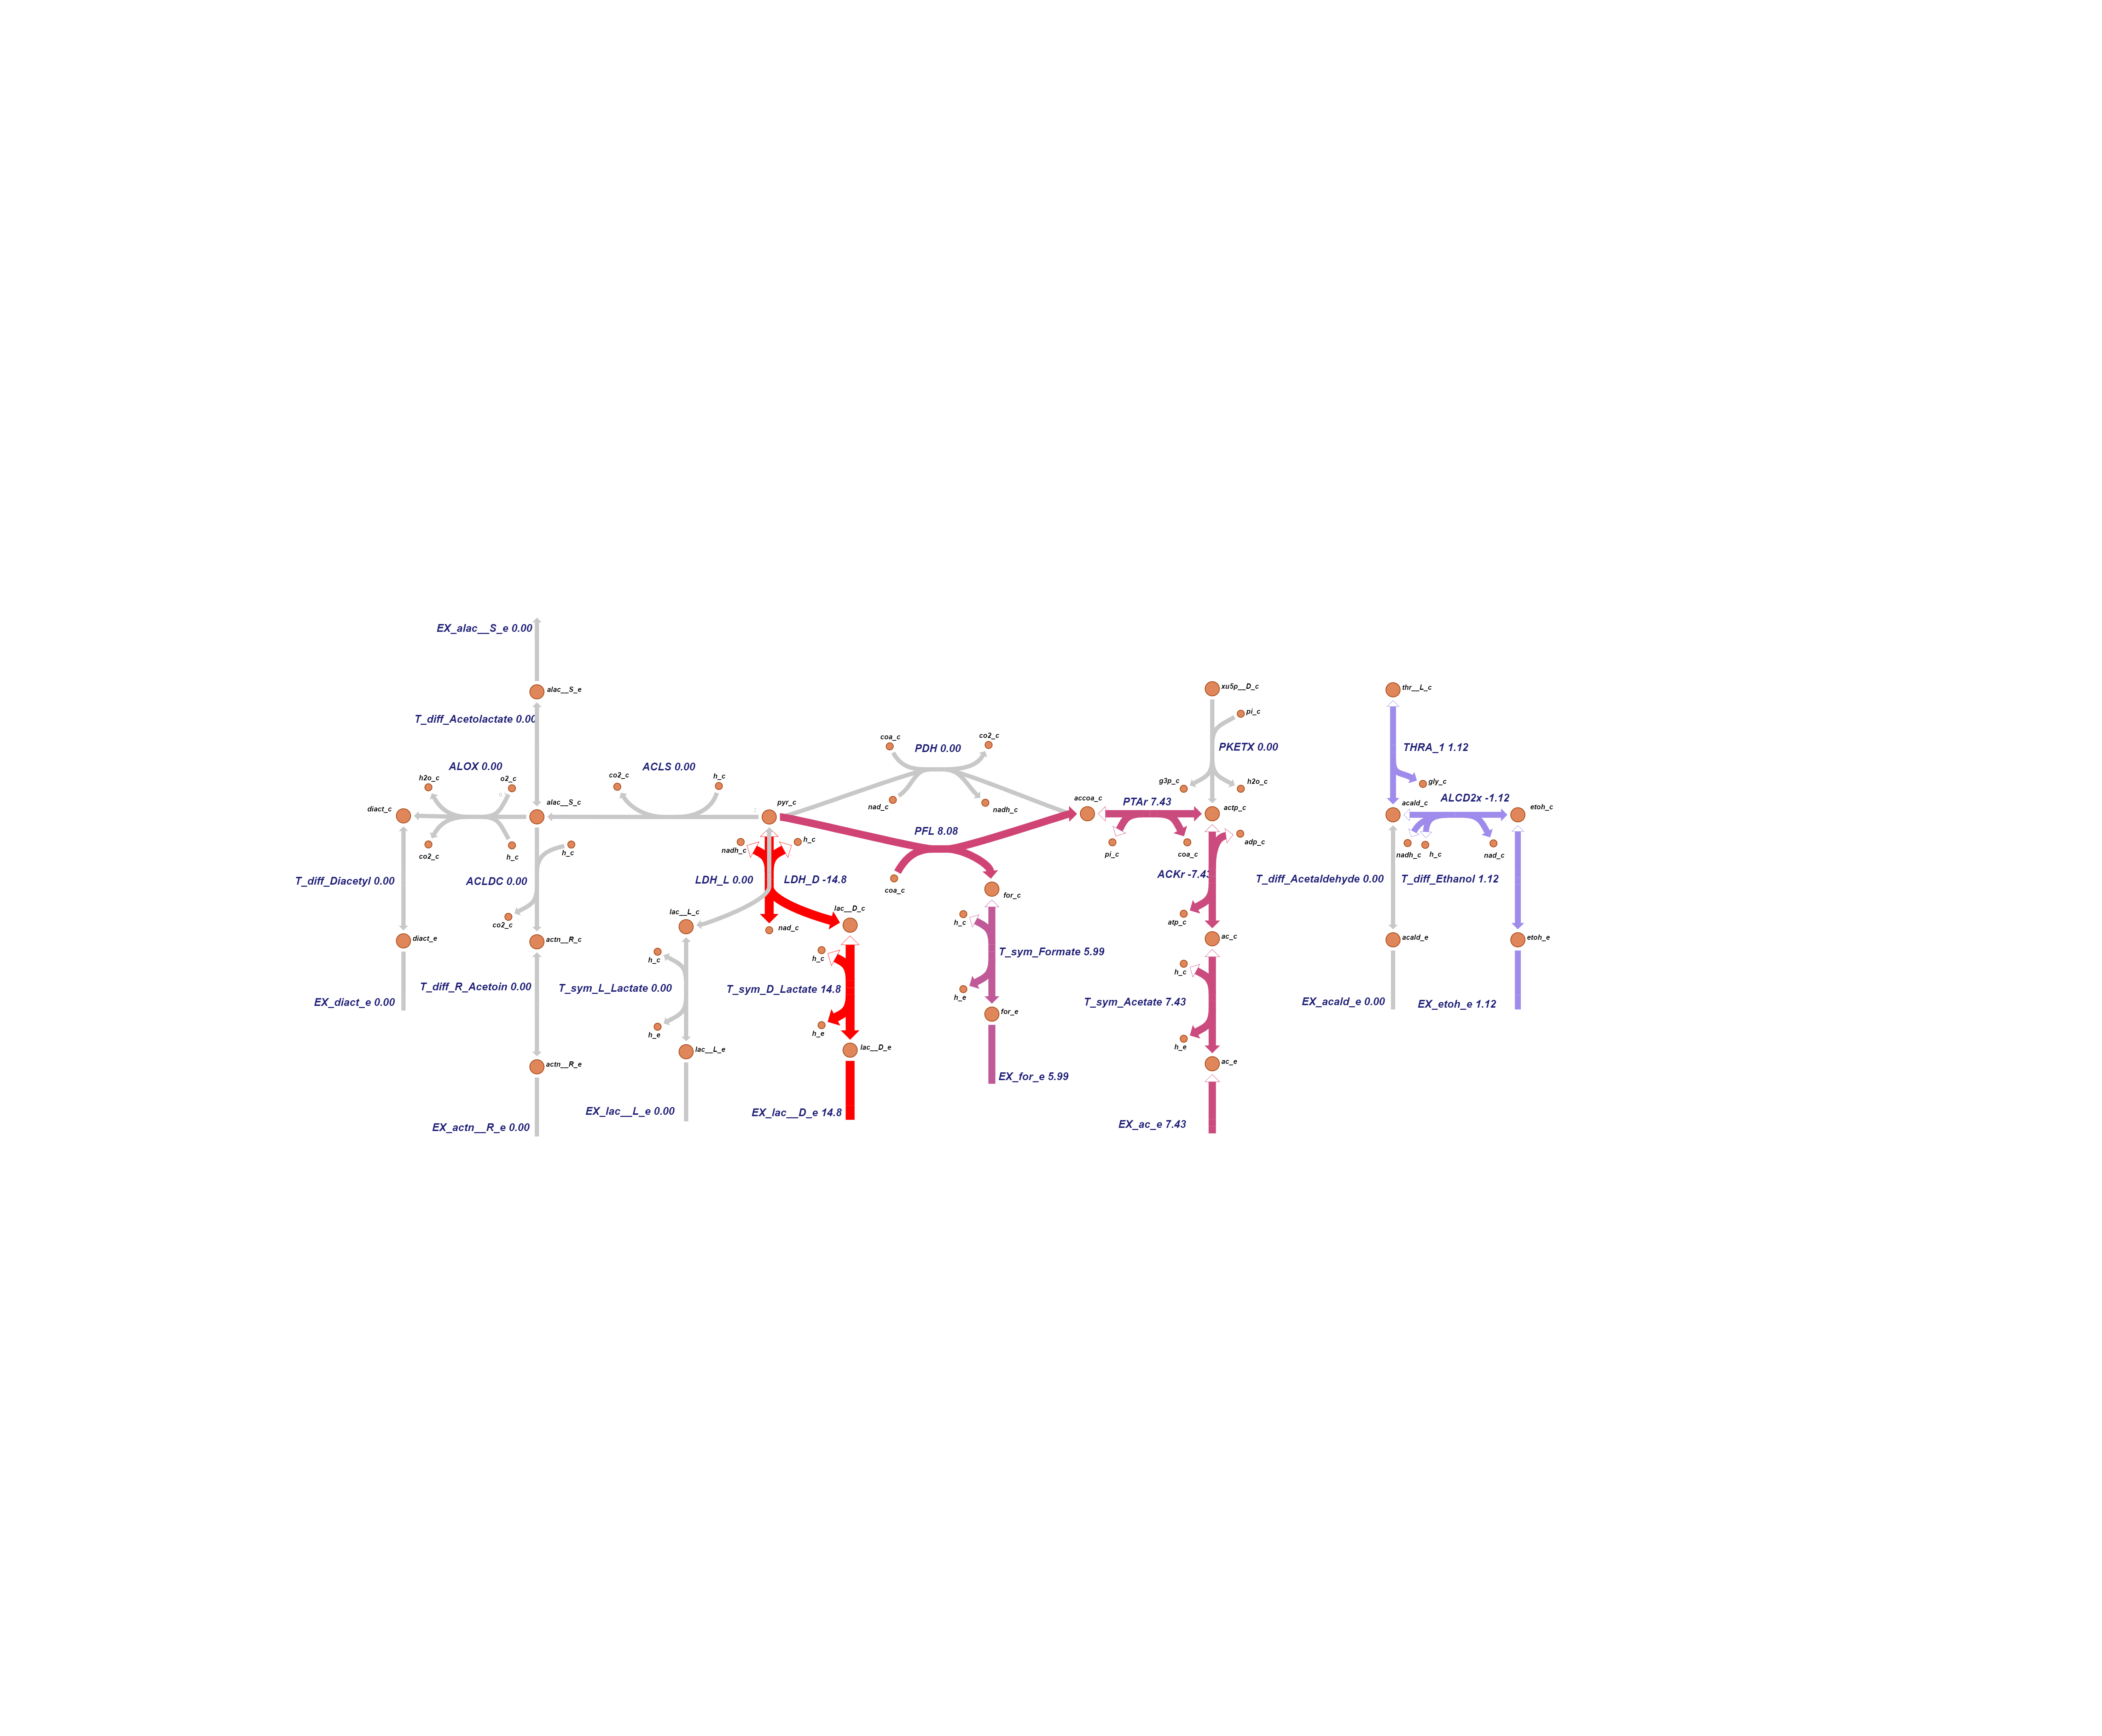 EX_alac__S_e 0.00
alac__S_e
xu5p__D_c
thr__L_c
T_diff_Acetolactate 0.00
pi_c
coa_c
PDH 0.00
co2_c
PKETX 0.00
THRA_1 1.12
ALOX 0.00
ACLS 0.00
h2o_c
o2_c
co2_c
h_c
g3p_c
h2o_c
gly_c
diact_c
alac__S_c
pyr_c
nad_c
nadh_c
accoa_c
PTAr 7.43
actp_c
acald_c
ALCD2x -1.12
etoh_c
PFL 8.08
co2_c
h_c
h_c
nadh_c
h_c
pi_c
coa_c
adp_c
nadh_c
h_c
nad_c
T_diff_Diacetyl 0.00
ACLDC 0.00
LDH_L 0.00
LDH_D -14.8
coa_c
for_c
ACKr -7.43
T_diff_Acetaldehyde 0.00
T_diff_Ethanol 1.12
co2_c
lac__L_c
lac__D_c
nad_c
h_c
atp_c
diact_e
actn__R_c
ac_c
acald_e
etoh_e
h_c
h_c
T_sym_Formate 5.99
h_c
T_diff_R_Acetoin 0.00
T_sym_L_Lactate 0.00
T_sym_D_Lactate 14.8
h_e
T_sym_Acetate 7.43
EX_diact_e 0.00
EX_acald_e 0.00
EX_etoh_e 1.12
for_e
h_e
h_e
h_e
lac__L_e
lac__D_e
actn__R_e
ac_e
EX_for_e 5.99
EX_lac__L_e 0.00
EX_lac__D_e 14.8
EX_actn__R_e 0.00
EX_ac_e 7.43